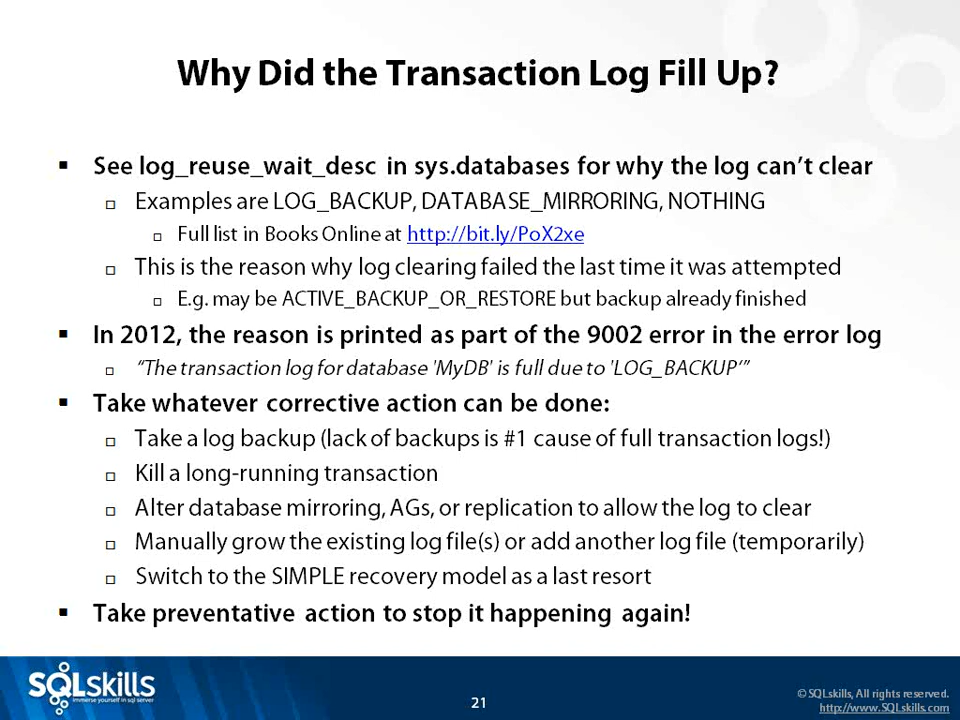 Why Did the Transaction Log Fill Up?
See log_reuse_wait_desc in sys.databases for why the log can’t clear
Examples are LOG_BACKUP, DATABASE_MIRRORING, NOTHING
Full list in Books Online at http://bit.ly/PoX2xe
This is the reason why log clearing failed the last time it was attempted
E.g. may be ACTIVE_BACKUP_OR_RESTORE but backup already finished
In 2012, the reason is printed as part of the 9002 error in the error log
“The transaction log for database 'MyDB' is full due to 'LOG_BACKUP‘”
Take whatever corrective action can be done:
Take a log backup (lack of backups is #1 cause of full transaction logs!)
Kill a long-running transaction
Alter database mirroring, AGs, or replication to allow the log to clear
Manually grow the existing log file(s) or add another log file (temporarily)
Switch to the SIMPLE recovery model as a last resort
Take preventative action to stop it happening again!
SQLskills
immerse yourself in sql server
21
© SQLskills, All rights reserved.
http://www.SQLskills.com